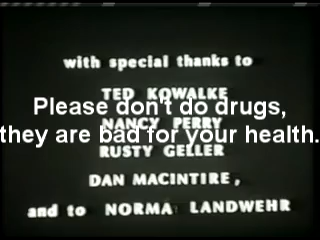 with special thanks to
TED KOWALKE
Please don't do drugs,
NANCY PERRY
they are bad for your health.
RUSTY GELLER
DAN MACINTIRE,
and to NORMA LANDWEHR